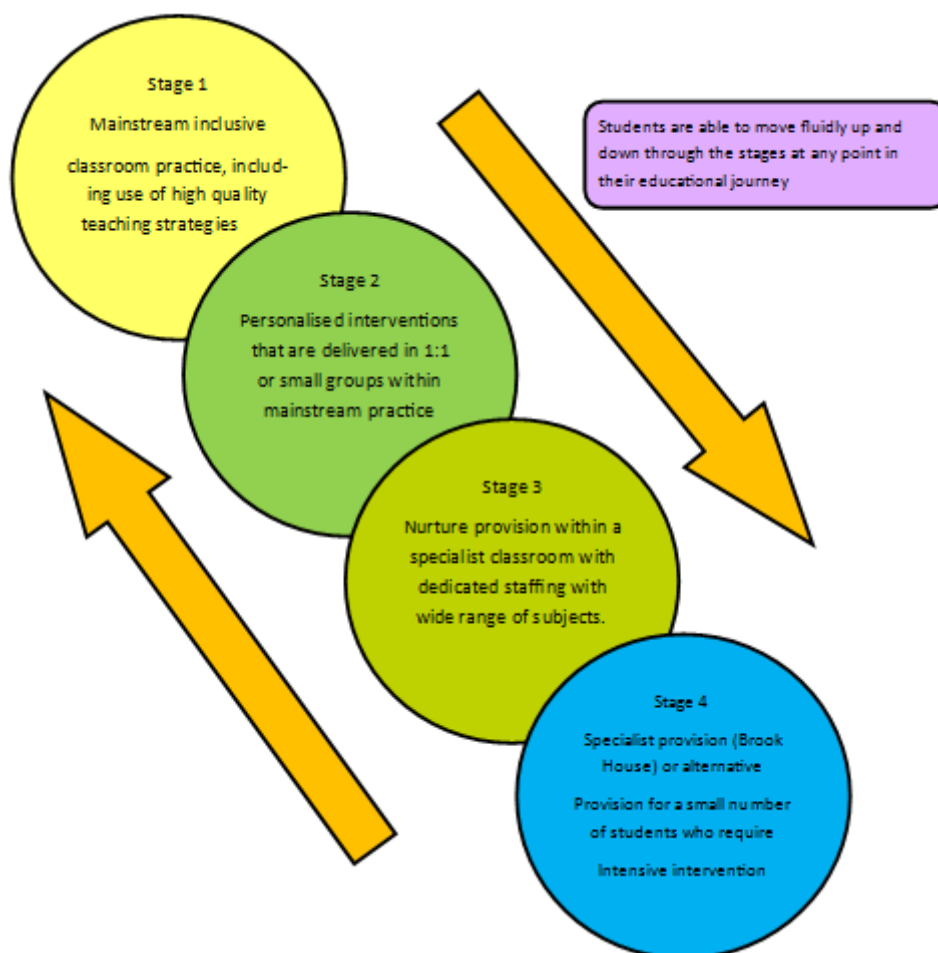 Stage 1
Mainstream inclusive
classroom practice, includ-
ing use of high quality
teaching strategies
Students are able to move fluidly up and
down through the stages at any point in
their educational journey
Stage 2
Personalised interventions
that are delivered in 1:1
or small groups within
mainstream practice
Stage 3
Nurture provision within a
specialist classroom with
dedicated staffing with
wide range of subjects.
Stage 4
Specialist provision (Brook
House) or alternative
Provision for a small number
of students who require
Intensive intervention